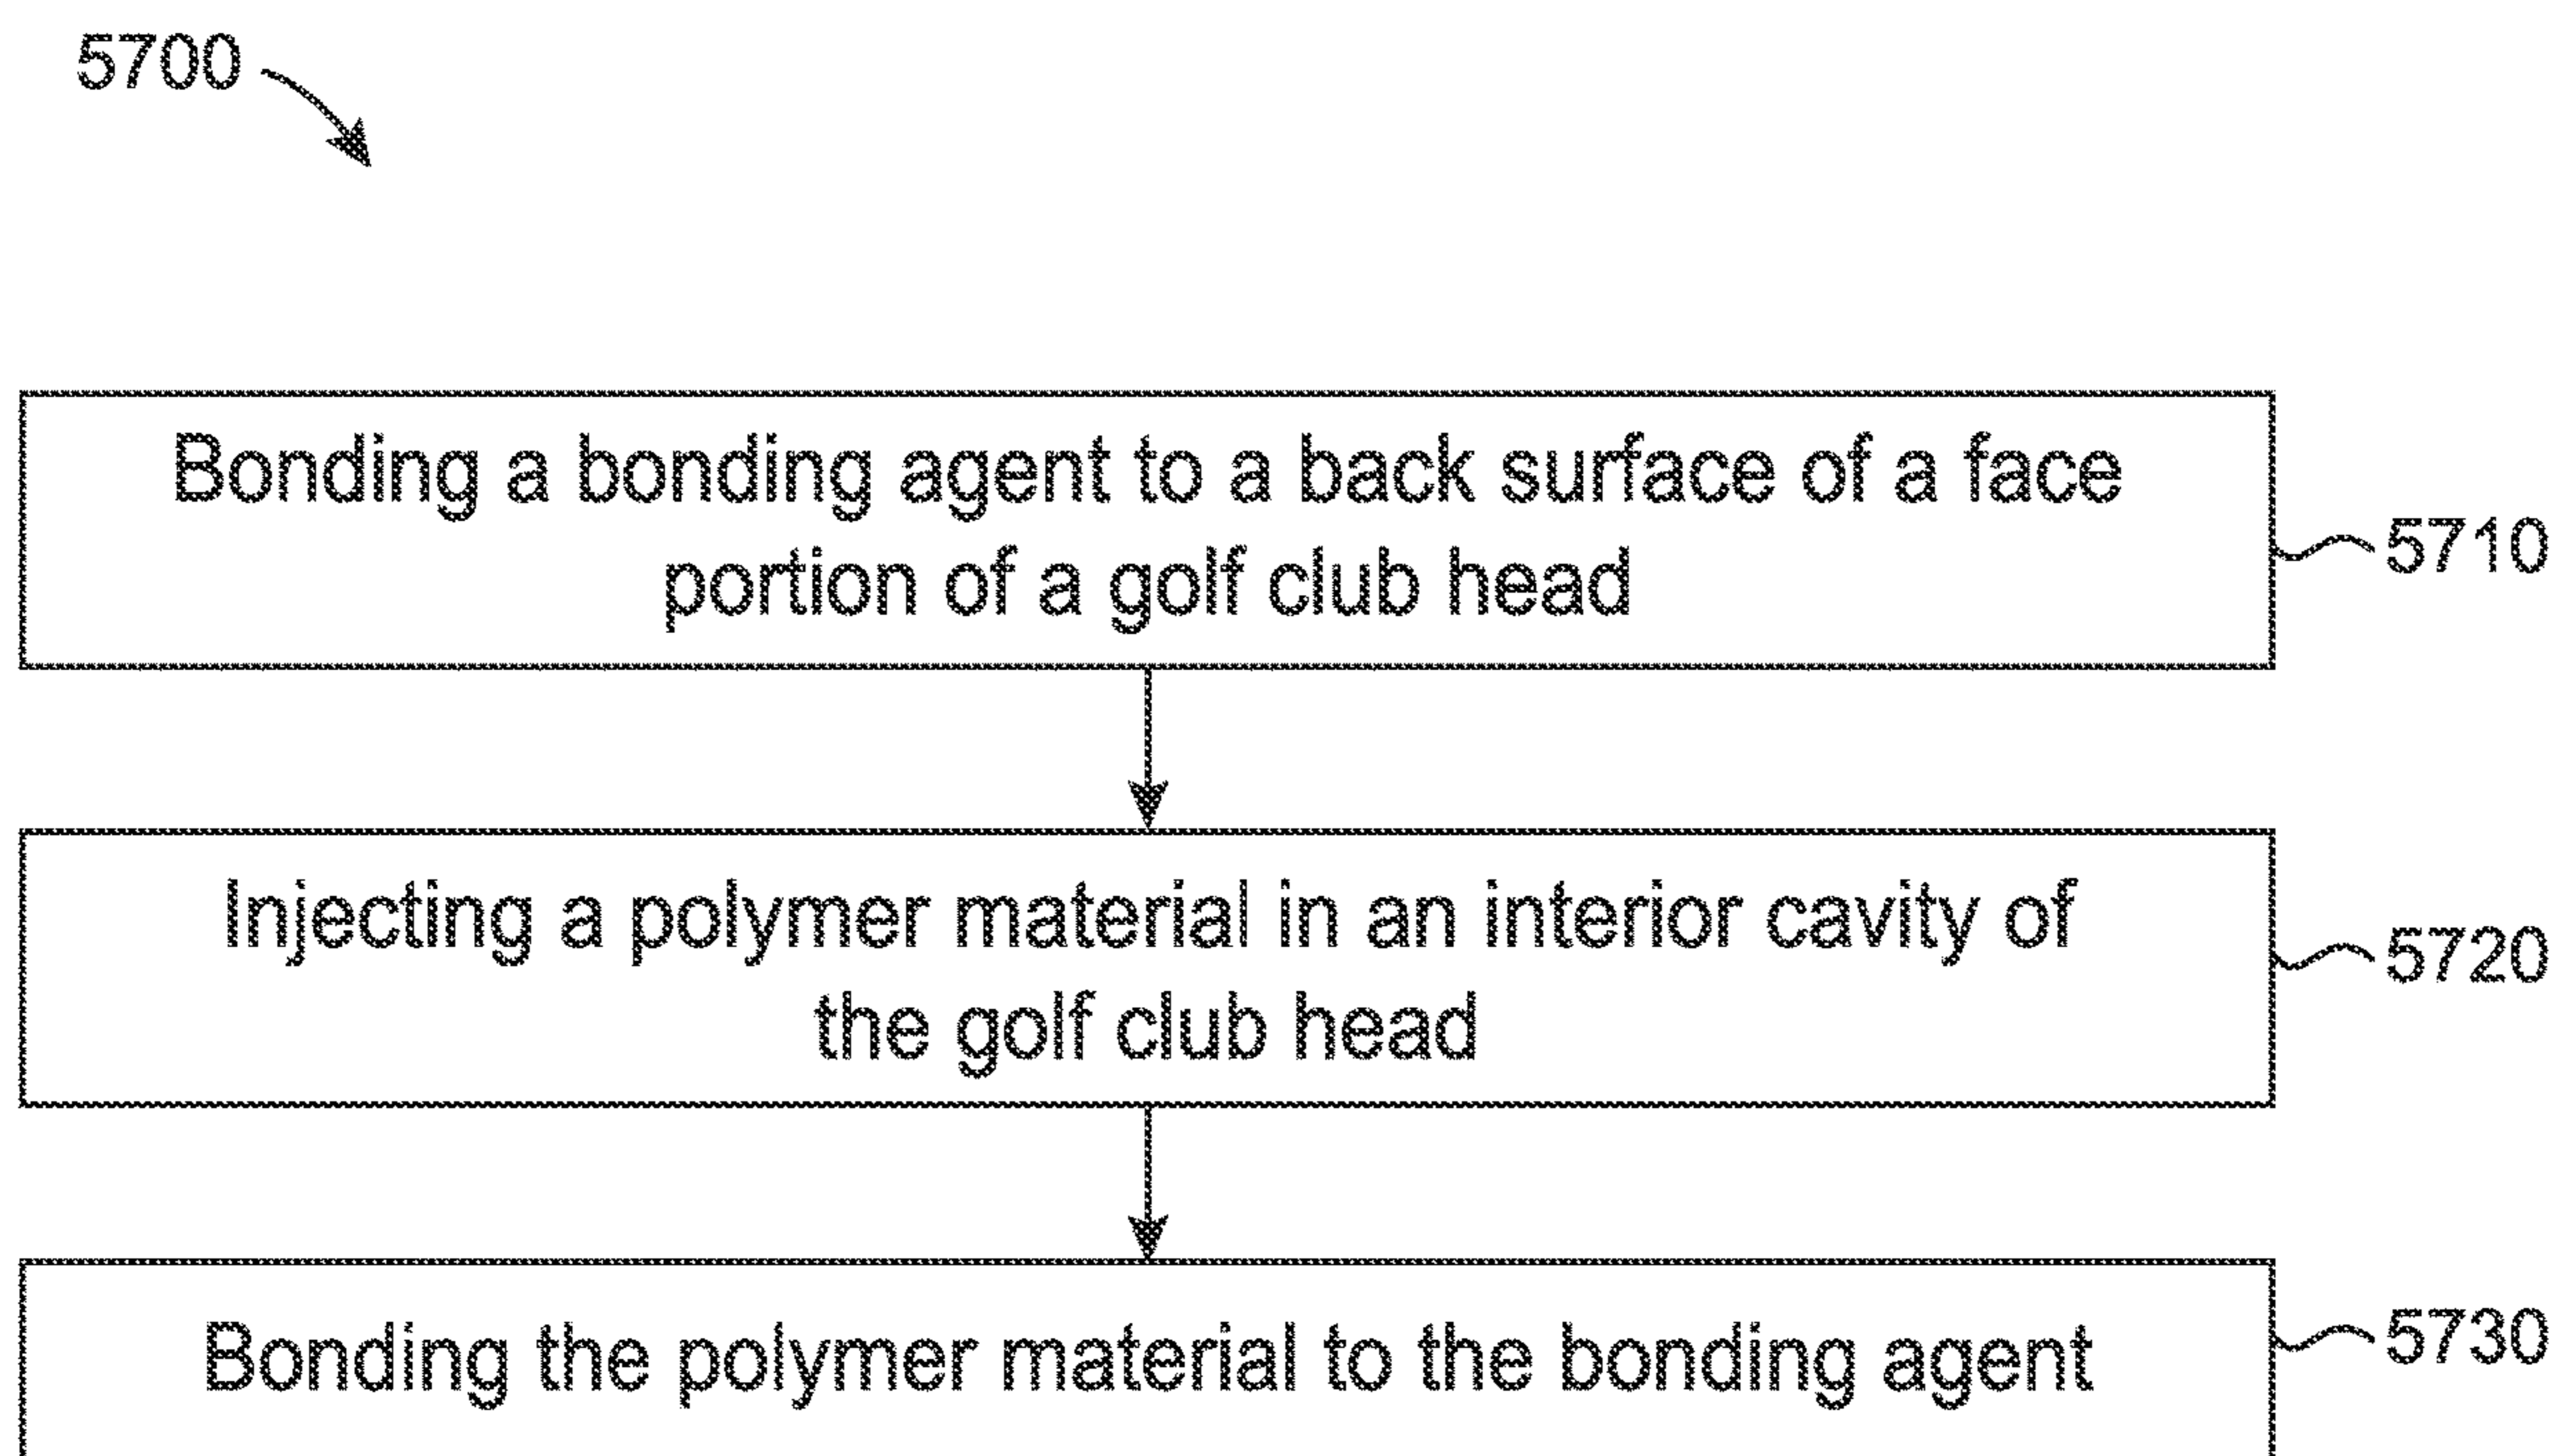 5700
Bonding a bonding agent to a back surface of a face
portion of a golf club head
5710
Injecting a polymer material in an interior cavity of
the golf club head
5720
Bonding the polymer material to the bonding agent
5730